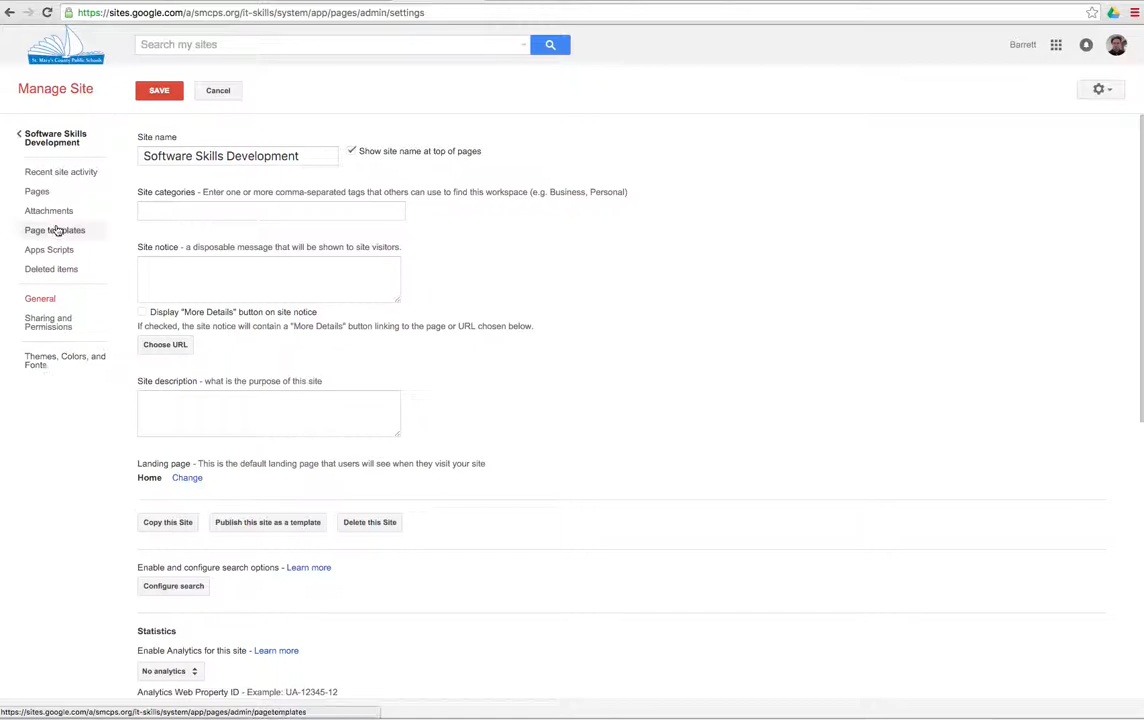 https://sites.google.com/a/smcps.org/it-skills/system/app/pages/admin/settings
Search my sites
Barrett
St. Mary's County Public Schools
Manage Site
SAVE
Cancel
Software Skills
Development
Recent site activity
Pages
Attachments
Page templates
Apps Scripts
Deleted items
General
Sharing and
Permissions
Themes, Colors, and
Fonts
Site name
Software Skills Development
Show site name at top of pages
Site categories - Enter one or more comma-separated tags that others can use to find this workspace (e.g. Business, Personal)
Site notice - a disposable message that will be shown to site visitors.
Display "More Details" button on site notice
If checked, the site notice will contain a "More Details" button linking to the page or URL chosen below.
Choose URL
Site description - what is the purpose of this site
Landing page - This is the default landing page that users will see when they visit your site
Home Change
Copy this Site
Publish this site as a template
Delete this Site
Enable and configure search options - Learn more
Configure search
Statistics
Enable Analytics for this site - Learn more
No analytics
Analytics Web Property ID - Example: UA-12345-12
https://sites.google.com/a/smcps.org/it-skills/system/app/pages/admin/pagetemplates